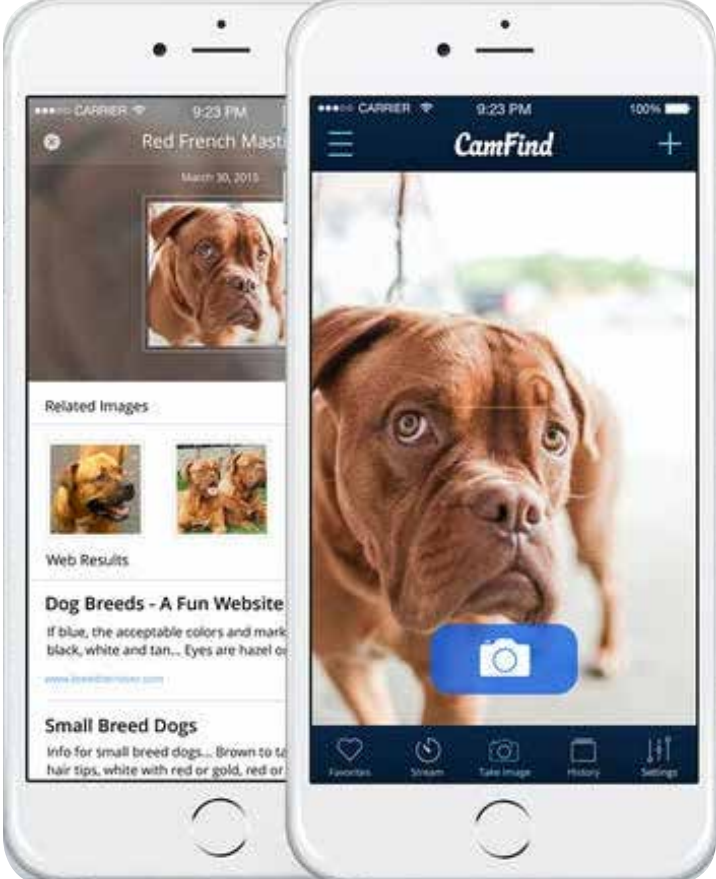 CARRIER
9:23 PM
Red French Masti
March 30, 2015
Related Images
Web Results
Dog Breeds - A Fun Website
If blue, the acceptable colors and mark
black, white and tan... Eyes are hazel o
Small Breed Dogs
Info for small breed dogs... Brown to ta
hair tips, white with red or gold, red or
CARRIER
9:23 PM
100%
CamFind
Favorites
Stream
Take Image
History
Settings